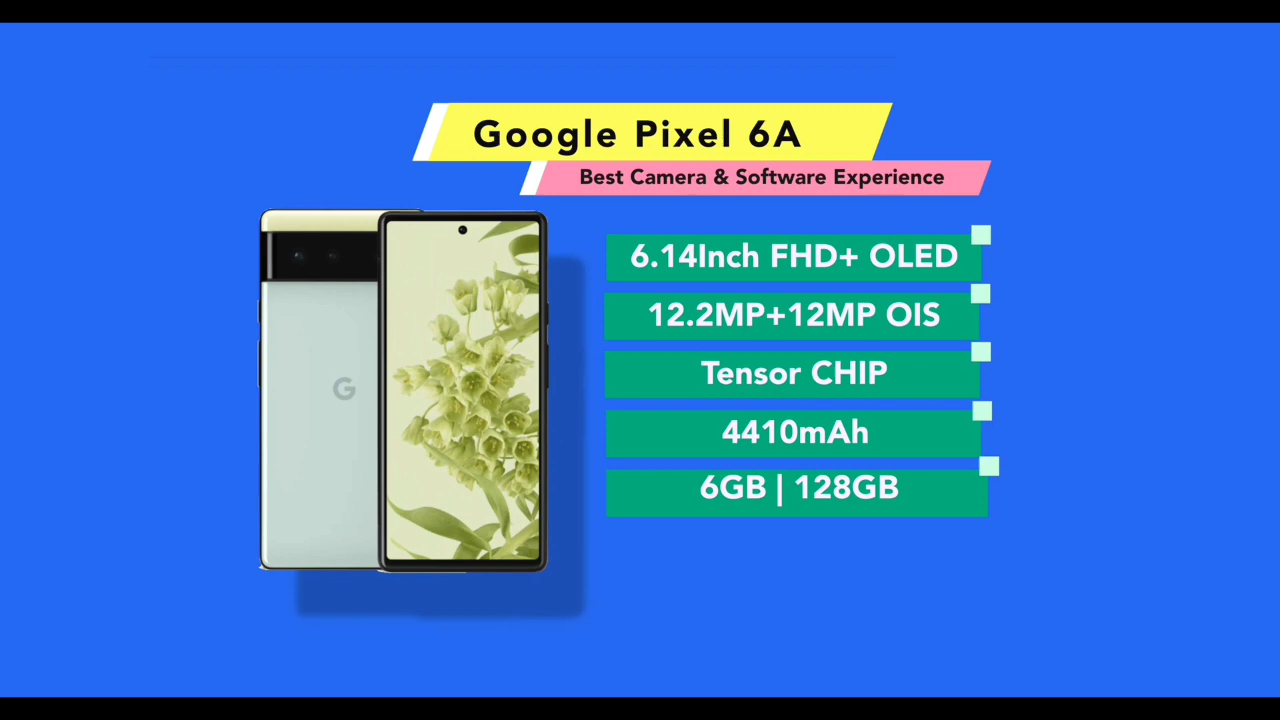 Google Pixel 6A
Best Camera & Software Experience
6.14Inch FHD+ OLED
12.2MP+12MP OIS
Tensor CHIP
4410mAh
6GB | 128GB
G